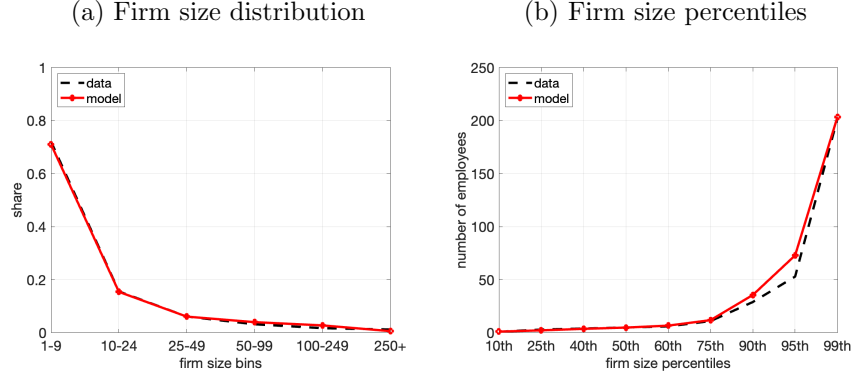 (a) Firm size distribution
1
0.8
0.6
0.4
0.2
0
share
data
model
1-9 10-24 25-49 50-99 100-249 250+
firm size bins
(b) Firm size percentiles
250
200
150
100
50
0
number of employees
data
model
10th 25th 40th 50th 60th 75th 90th 95th 99th
firm size percentiles